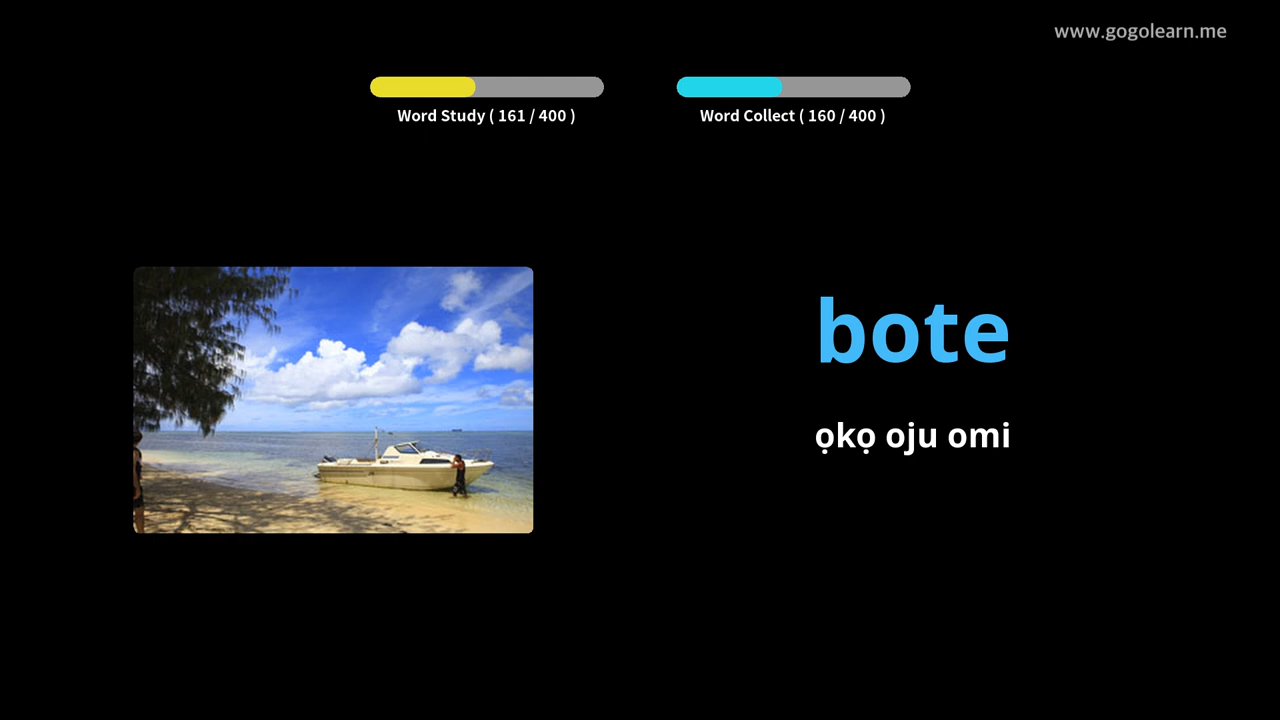 www.gogolearn.me
Word Study ( 161 / 400 )
Word Collect ( 160 / 400 )
bote
ọkọ oju omi